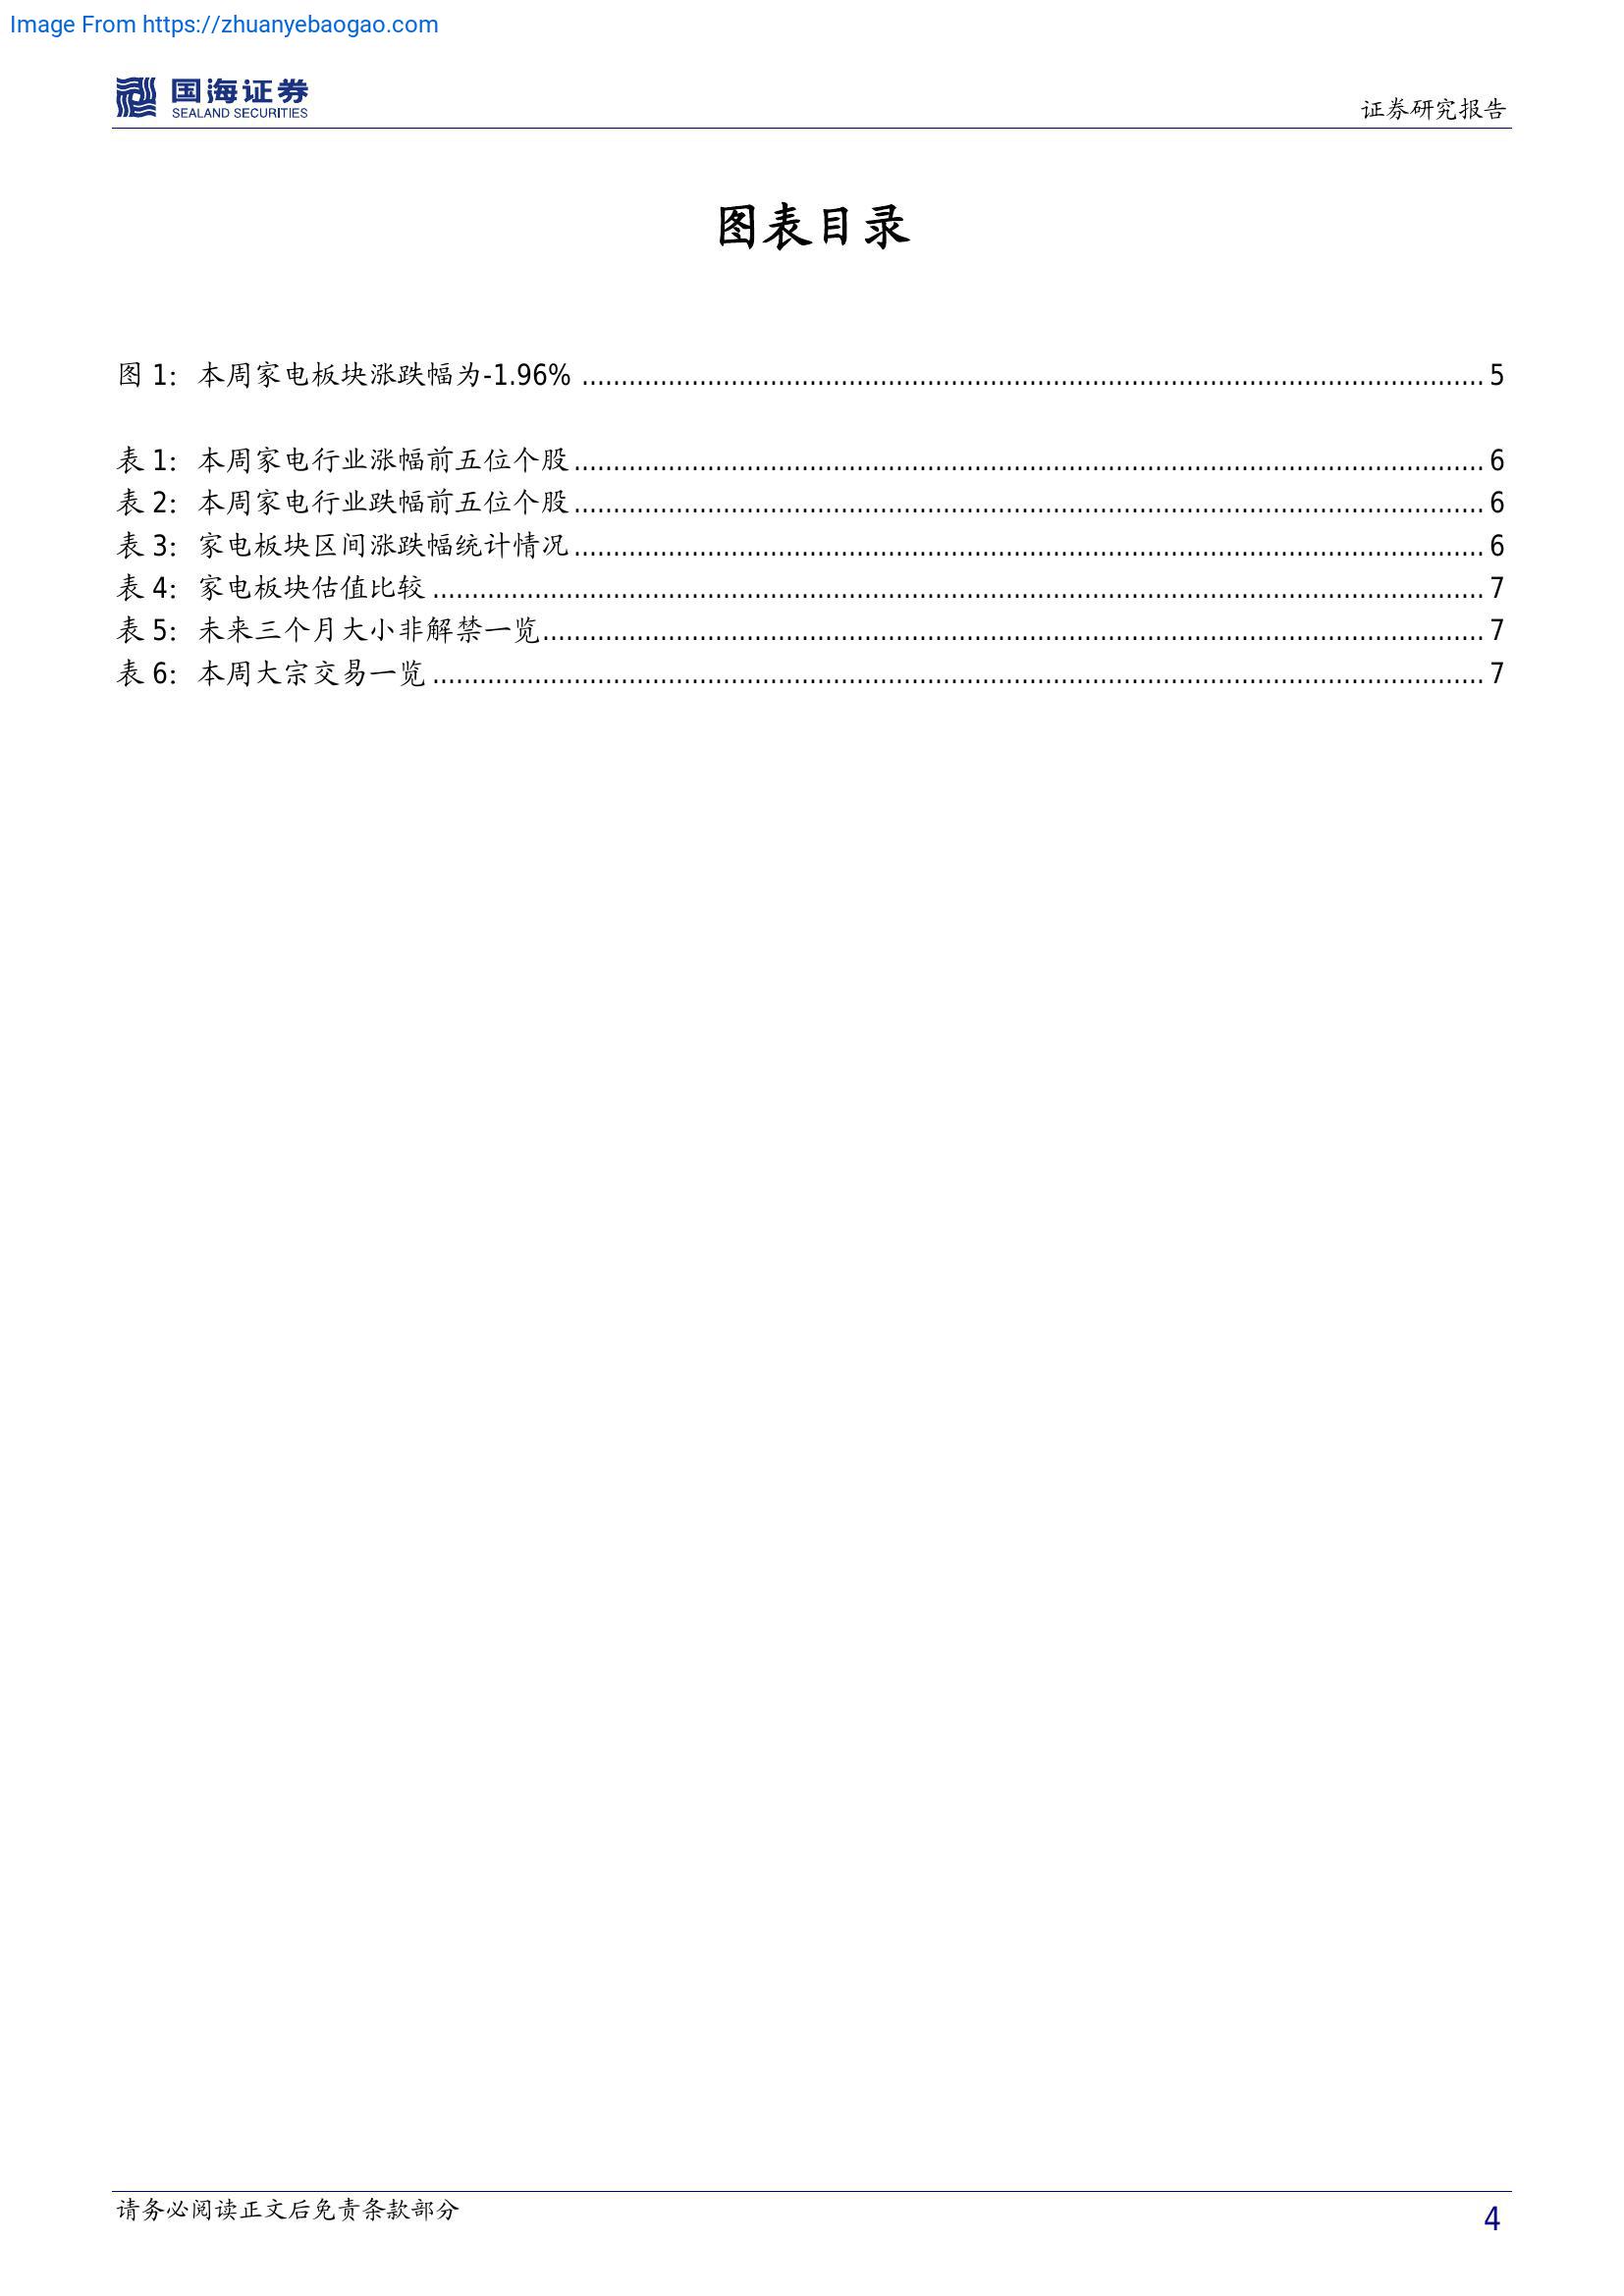 Image From https://zhuanyebaogao.com
国海证券
SEALAND SECURITIES
证券研究报告
图表目录
图 1：本周家电板块涨跌幅为-1.96% 5
表 1：本周家电行业涨幅前五位个股 6
表 2：本周家电行业跌幅前五位个股 6
表 3：家电板块区间涨跌幅统计情况 6
表 4：家电板块估值比较 7
表 5：未来三个月大小非解禁一览 7
表 6：本周大宗交易一览 7
请务必阅读正文后免责条款部分
4